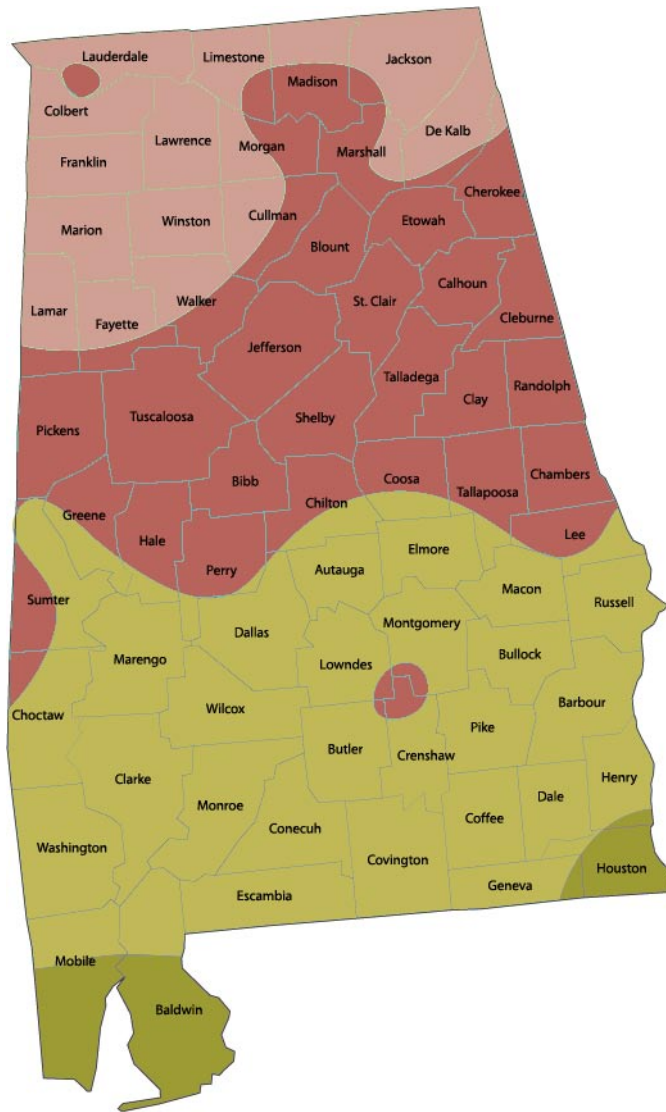 Lauderdale
Limestone
Jackson
Madison
Colbert
Lawrence
De Kalb
Morgan
Marshall
Franklin
Cherokee
Cullman
Etowah
Winston
Marion
Blount
Calhoun
Walker
St. Clair
Lamar
Fayette
Cleburne
Jefferson
Talladega
Randolph
Clay
Tuscaloosa
Shelby
Pickens
Chambers
Coosa
Bibb
Tallapoosa
Chilton
Greene
Lee
Hale
Elmore
Perry
Autauga
Macon
Sumter
Russell
Montgomery
Dallas
Bullock
Marengo
Lowndes
Barbour
Wilcox
Choctaw
Pike
Butler
Crenshaw
Henry
Clarke
Dale
Monroe
Coffee
Conecuh
Washington
Covington
Houston
Geneva
Escambia
Mobile
Baldwin